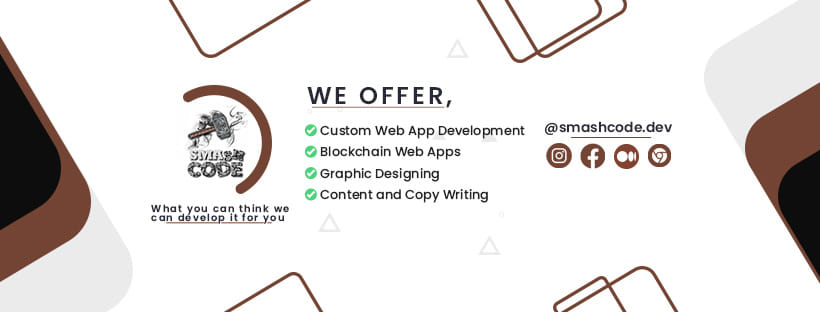 SMASH
CODE
What you can think we
can develop it for you
WE OFFER,
Custom Web App Development
Blockchain Web Apps
Graphic Designing
Content and Copy Writing
@smashcode.dev